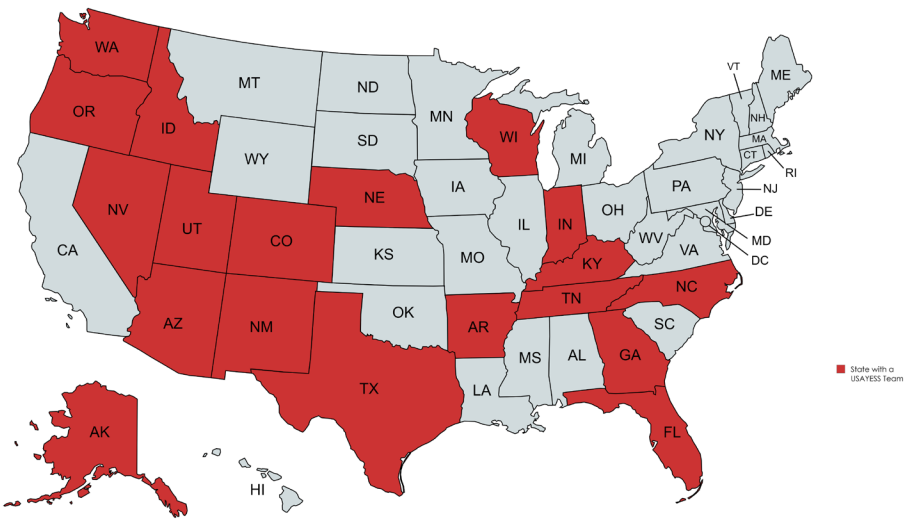 WA
MT
ND
MN
VT
ME
OR
ID
SD
WI
MI
NY
NH
MA
CT
RI
WY
NE
IA
PA
NJ
NV
UT
CO
IL
IN
OH
DE
CA
KS
MO
WV
VA
MD
DC
KY
NC
AZ
NM
OK
AR
TN
SC
TX
LA
MS
AL
GA
FL
AK
HI
State with a
USAYESS Team